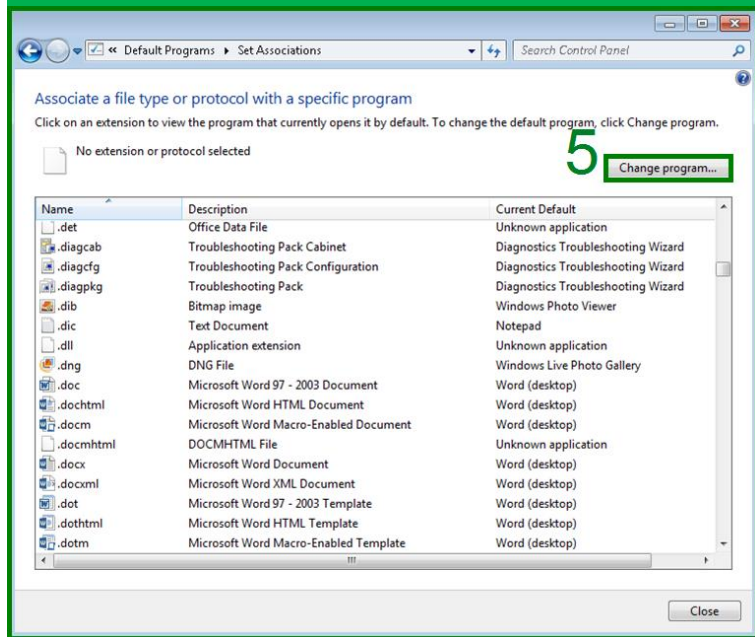 « Default Programs ▸ Set Associations
Search Control Panel
Associate a file type or protocol with a specific program
Click on an extension to view the program that currently opens it by default. To change the default program, click Change program.
No extension or protocol selected
5
Change program...
Name Description Current Default
.det Office Data File Unknown application
.diagcab Troubleshooting Pack Cabinet Diagnostics Troubleshooting Wizard
.diagcfg Troubleshooting Pack Configuration Diagnostics Troubleshooting Wizard
.diagpkg Troubleshooting Pack Diagnostics Troubleshooting Wizard
.dib Bitmap image Windows Photo Viewer
.dic Text Document Notepad
.dll Application extension Unknown application
.dng DNG File Windows Live Photo Gallery
.doc Microsoft Word 97 - 2003 Document Word (desktop)
.dochtml Microsoft Word HTML Document Word (desktop)
.docm Microsoft Word Macro-Enabled Document Word (desktop)
.docmhtml DOCMHTML File Unknown application
.docx Microsoft Word Document Word (desktop)
.docxml Microsoft Word XML Document Word (desktop)
.dot Microsoft Word 97 - 2003 Template Word (desktop)
.dothtml Microsoft Word HTML Template Word (desktop)
.dotm Microsoft Word Macro-Enabled Template Word (desktop)
Close